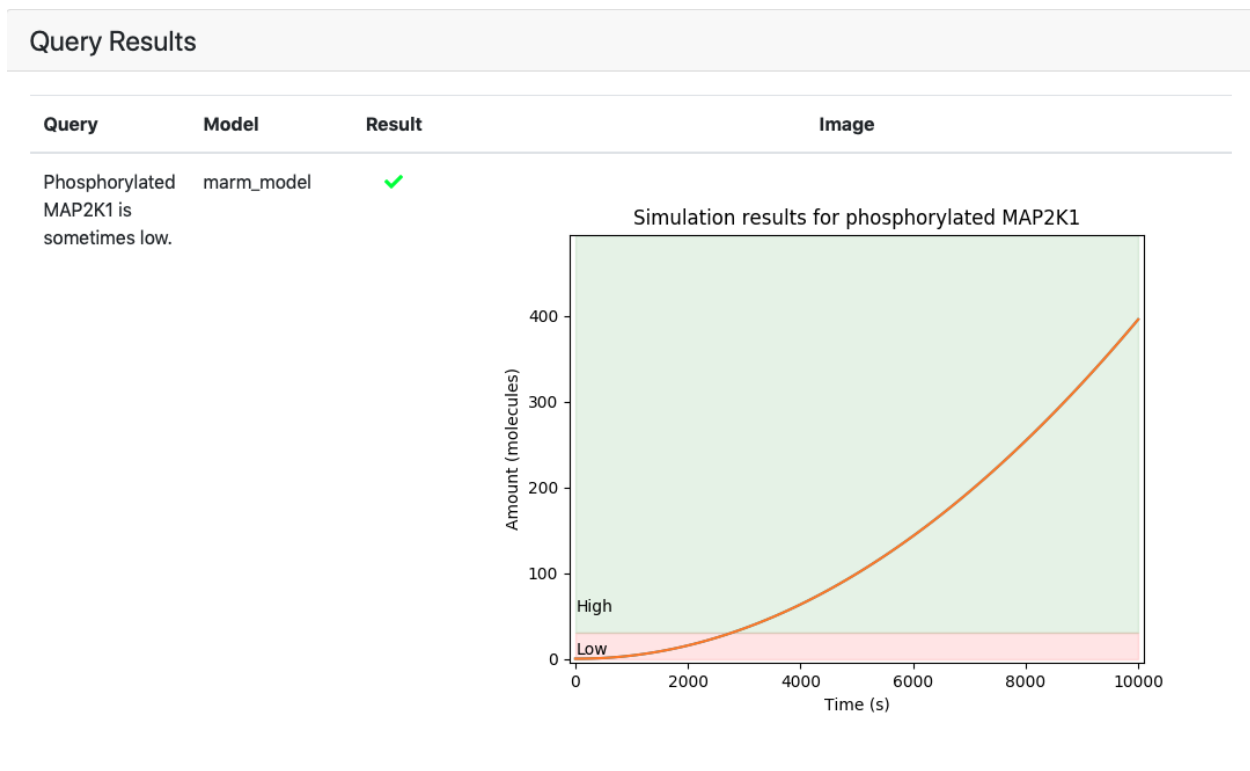 Query Results
Query Model Result Image
Phosphorylated marm_model
MAP2K1 is
sometimes low.
Simulation results for phosphorylated MAP2K1
400
300
200
100
0
Amount (molecules)
High
Low
0 2000 4000 6000 8000 10000
Time (s)